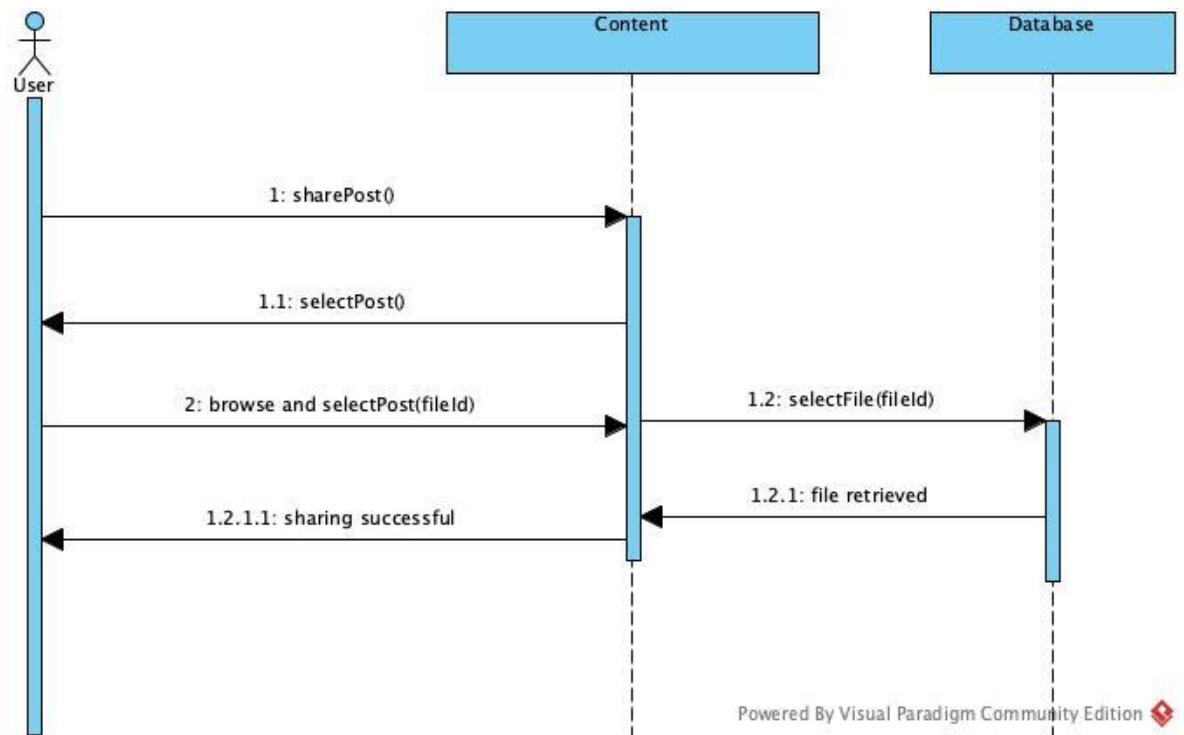 Content
Database
User
1: sharePost()
1.1: selectPost()
2: browse and selectPost(fileId)
1.2: selectFile(fileId)
1.2.1: file retrieved
1.2.1.1: sharing successful
Powered By Visual Paradigm Community Edition